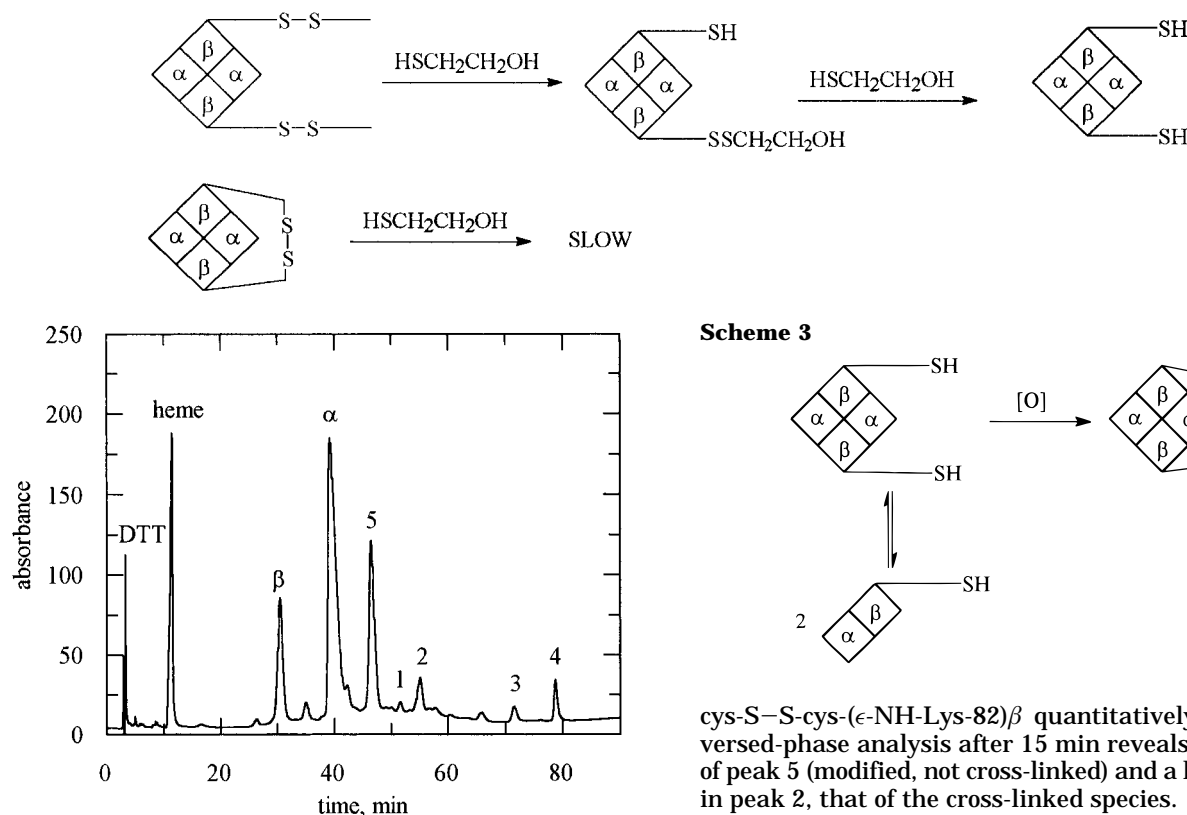 S–S
β
α α
β
S–S
HSCH2CH2OH
SH
β
α α
β
SSCH2CH2OH
HSCH2CH2OH
SH
β
α α
β
SH
β
α α
β
S
S
HSCH2CH2OH
SLOW
250
200
150
100
50
0
absorbance
DTT
heme
β
α
5
1
2
3
4
0 20 40 60 80
time, min
Scheme 3
SH
β
α α
β
SH
[O]
β
α
β
2
β
α
SH
cys-S−S-cys-(ϵ-NH-Lys-82)β quantitatively
versed-phase analysis after 15 min reveals
of peak 5 (modified, not cross-linked) and a
in peak 2, that of the cross-linked species.